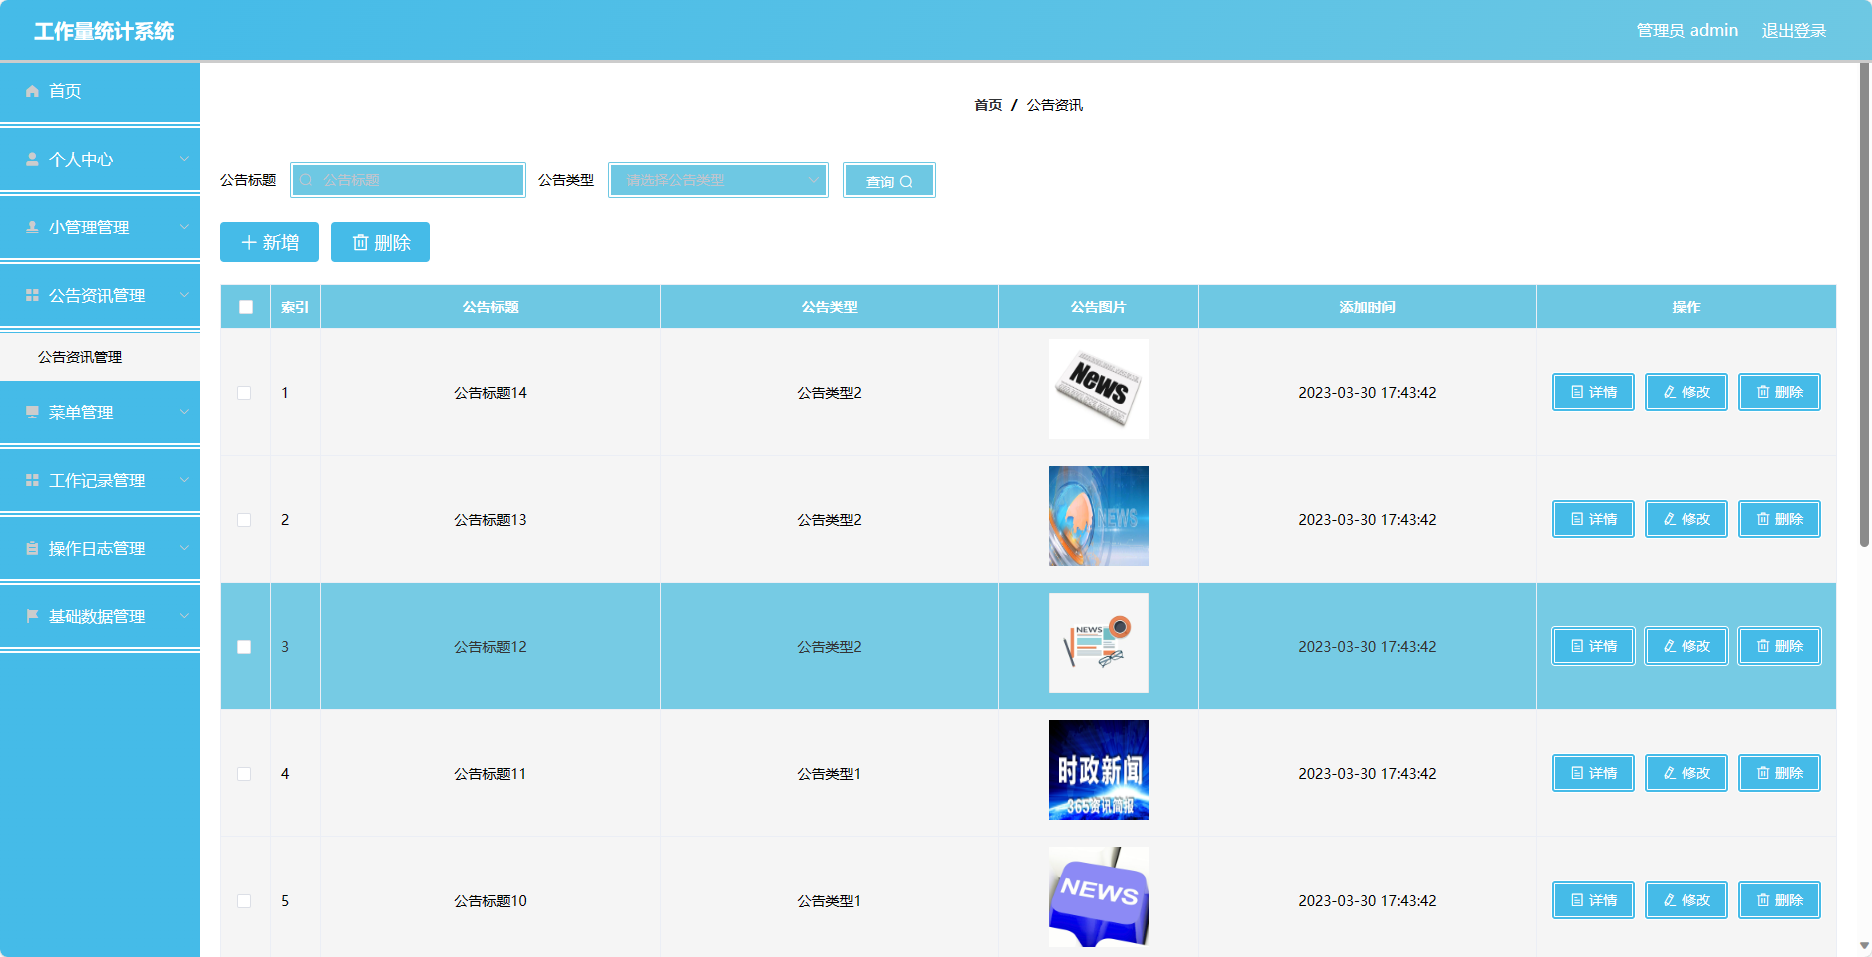 工作量统计系统
管理员 admin
退出登录
首页
个人中心
小管理管理
公告资讯管理
公告资讯管理
菜单管理
工作记录管理
操作日志管理
基础数据管理
首页 / 公告资讯
公告标题 公告标题 公告类型 请选择公告类型 查询
新增 删除
索引 公告标题 公告类型 公告图片 添加时间 操作
1 公告标题14 公告类型2 News 2023-03-30 17:43:42 详情 修改 删除
2 公告标题13 公告类型2 NEWS 2023-03-30 17:43:42 详情 修改 删除
3 公告标题12 公告类型2 NEWS 2023-03-30 17:43:42 详情 修改 删除
4 公告标题11 公告类型1 时政新闻 2023-03-30 17:43:42 详情 修改 删除
365资讯简报
5 公告标题10 公告类型1 NEWS 2023-03-30 17:43:42 详情 修改 删除